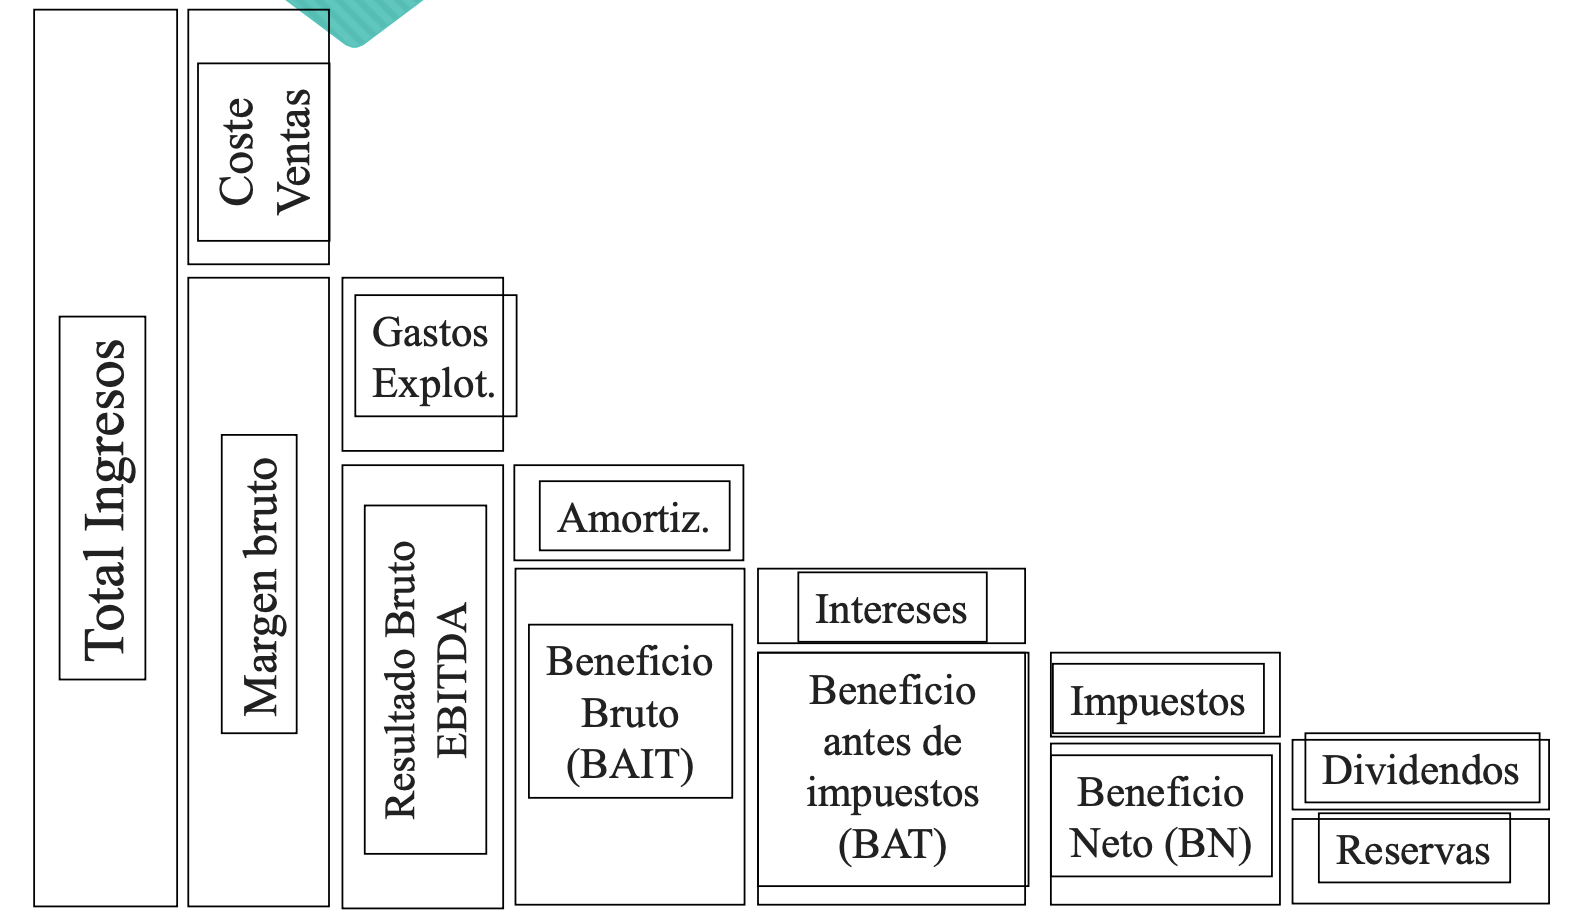 Total Ingresos
Coste
Ventas
Margen bruto
Gastos
Explot.
Resultado Bruto
EBITDA
Amortiz.
Beneficio
Bruto
(BAIT)
Intereses
Beneficio
antes de
impuestos
(BAT)
Impuestos
Beneficio
Neto (BN)
Dividendos
Reservas